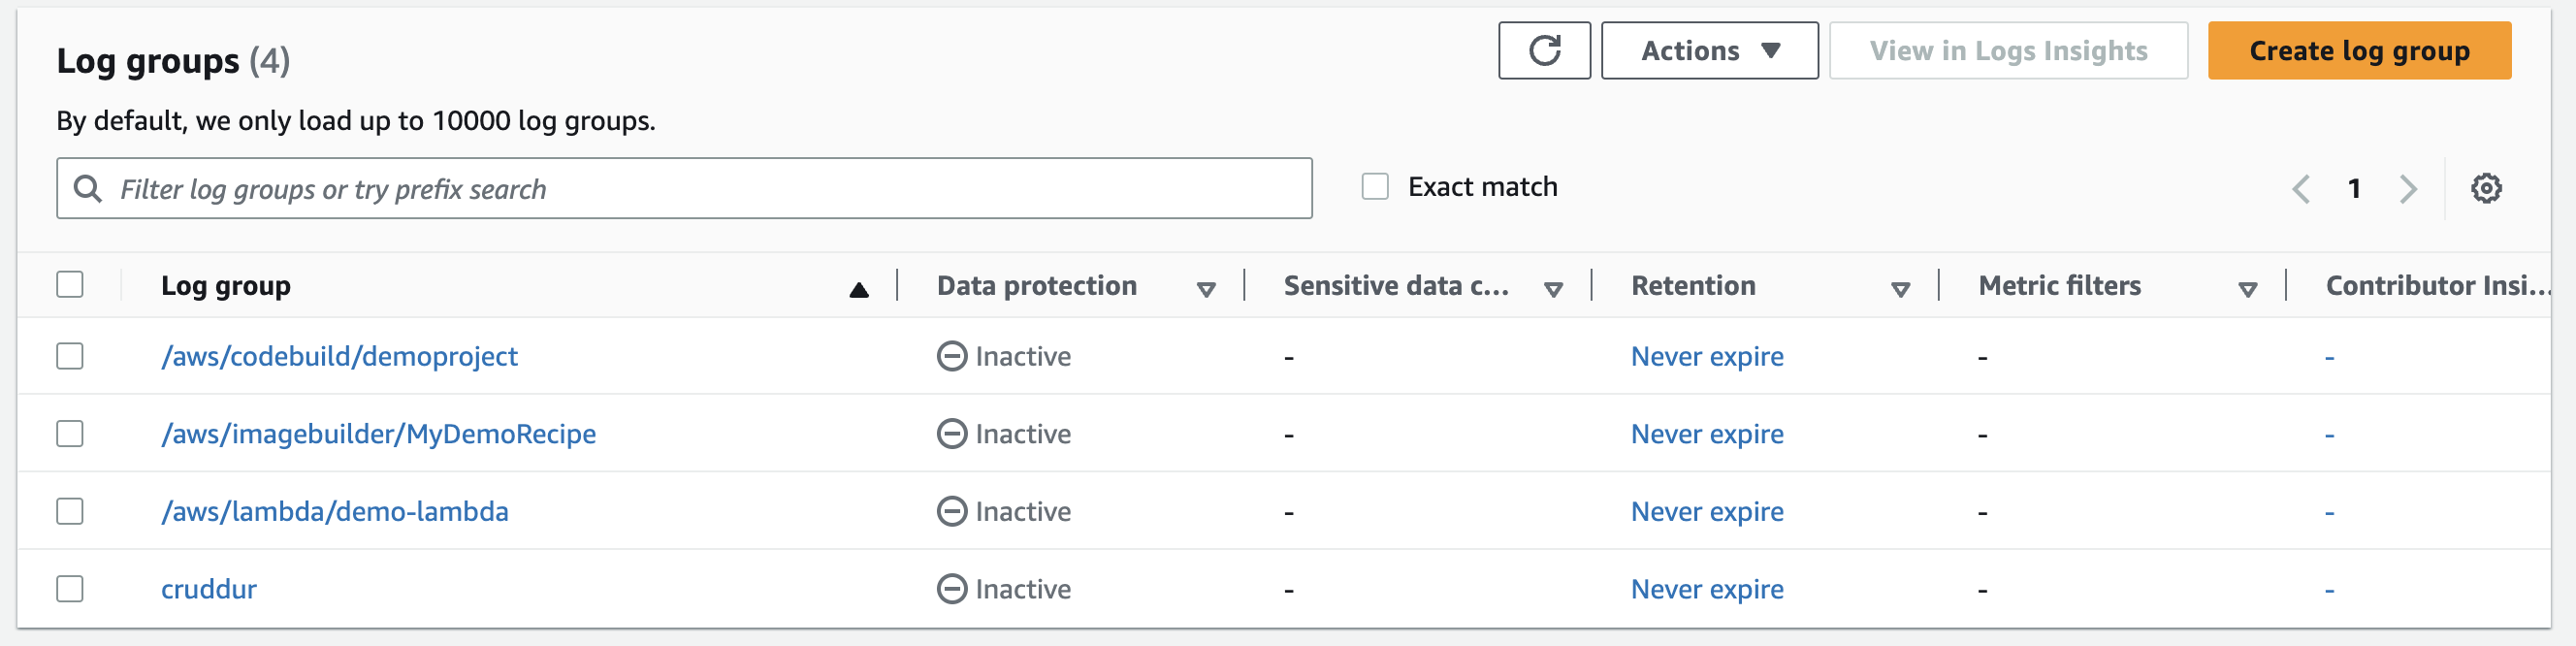 Log groups (4)
Actions
View in Logs Insights
Create log group
By default, we only load up to 10000 log groups.
Filter log groups or try prefix search
Exact match
1
Log group Data protection Sensitive data c... Retention Metric filters Contributor Insi...
/aws/codebuild/demoproject Inactive - Never expire - -
/aws/imagebuilder/MyDemoRecipe Inactive - Never expire - -
/aws/lambda/demo-lambda Inactive - Never expire - -
cruddur Inactive - Never expire - -